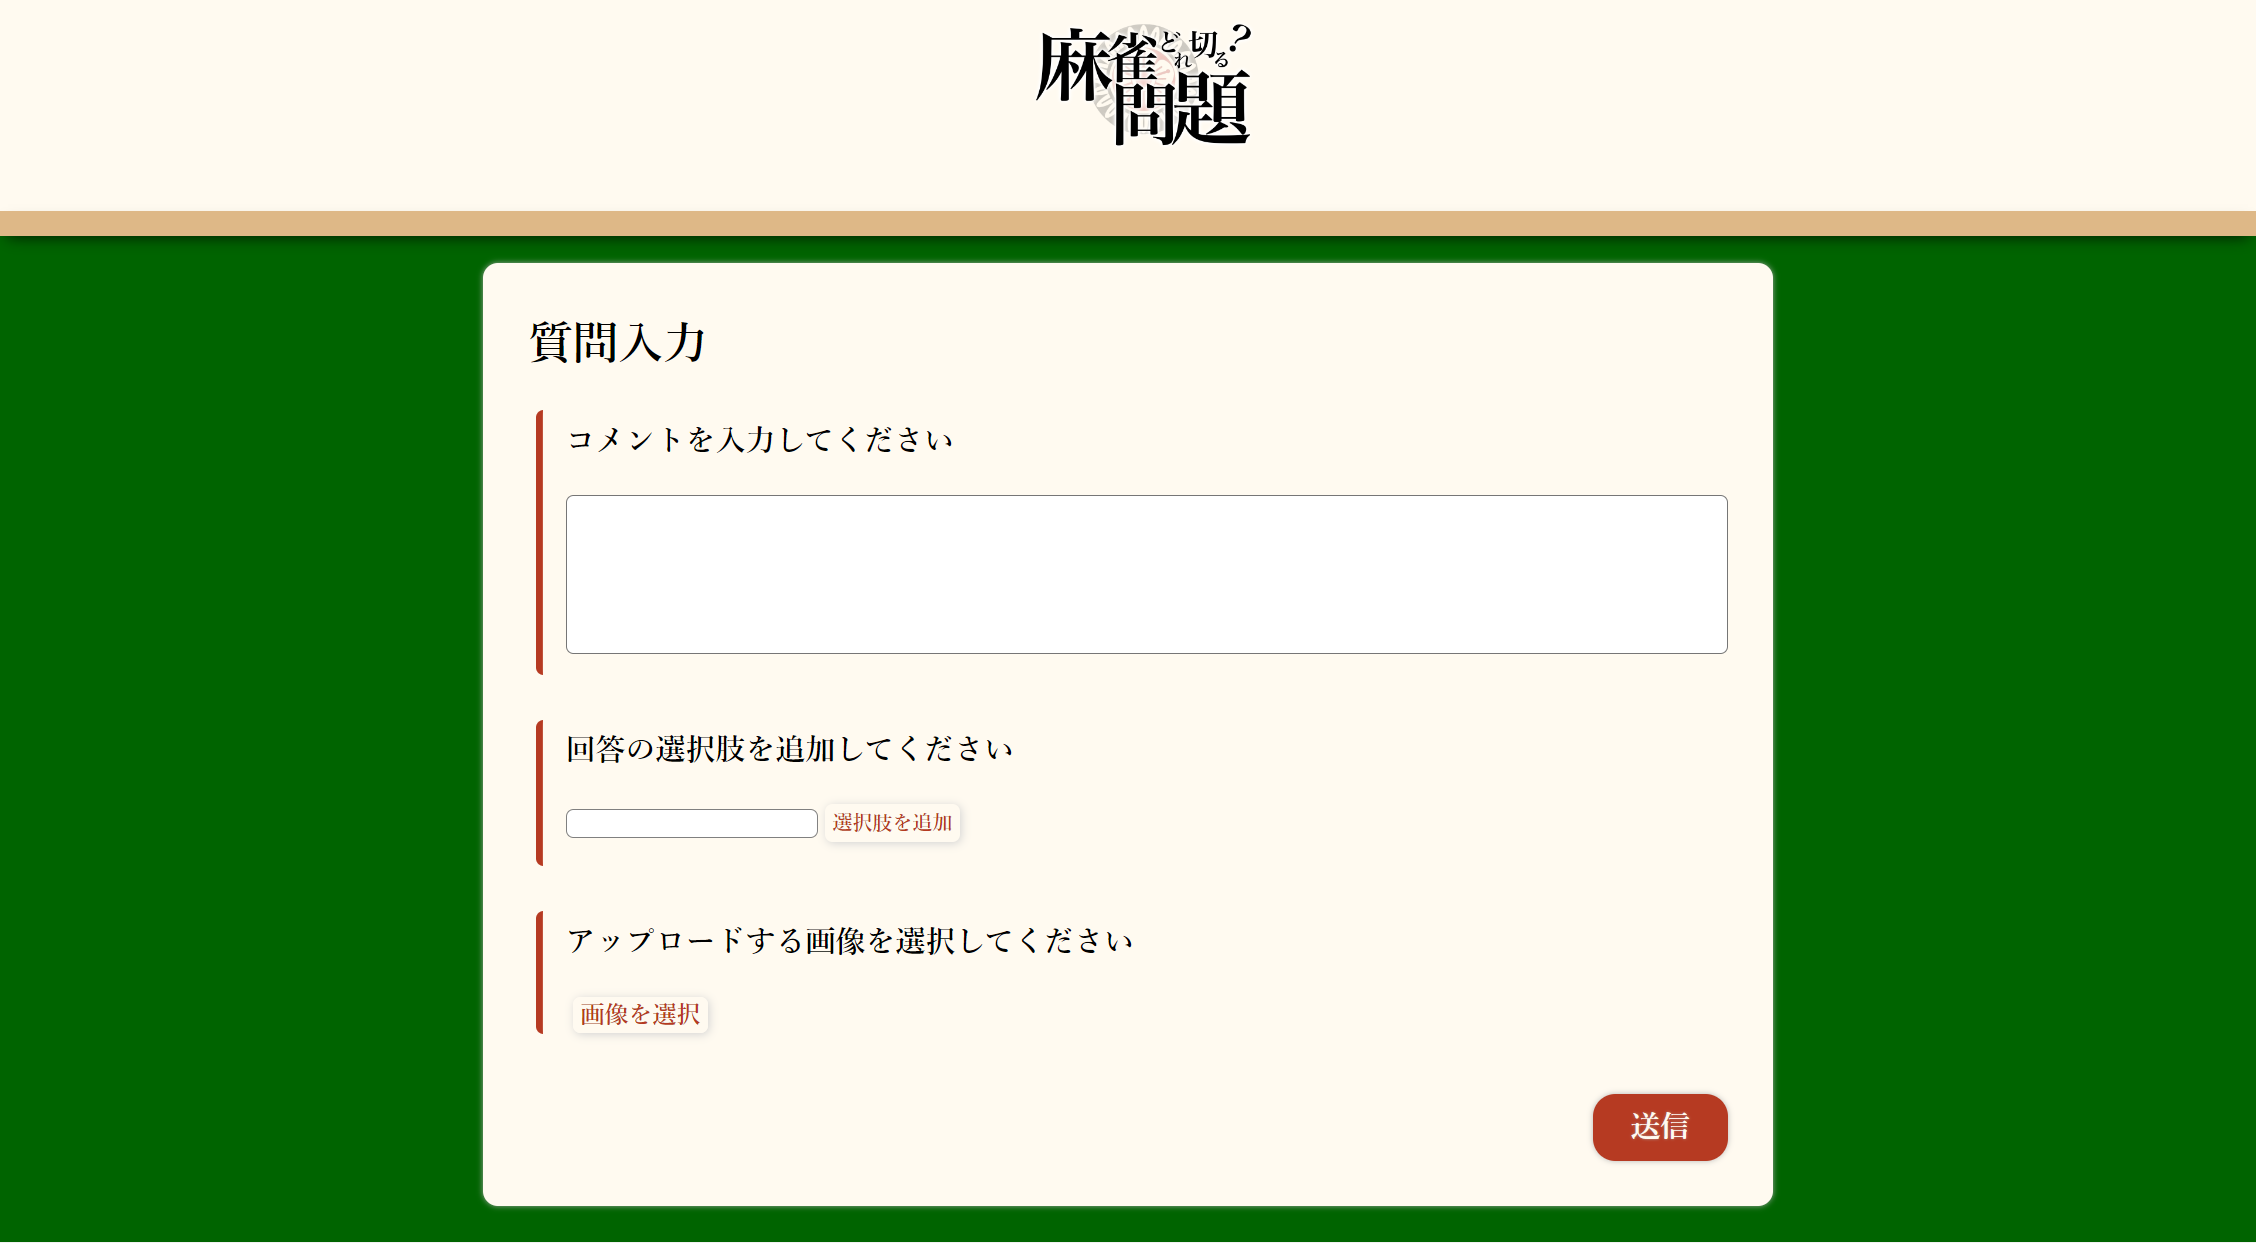 麻雀どれ切る?
問題
質問入力
コメントを入力してください
回答の選択肢を追加してください
選択肢を追加
アップロードする画像を選択してください
画像を選択
送信